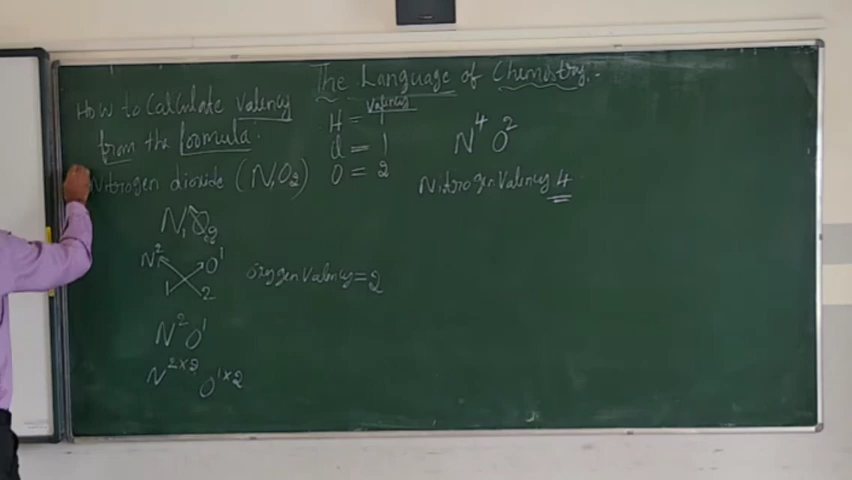 The Language of Chemistry.
How to Calculate Valency
from the formula.
Nitrogen dioxide (N₁O₂)
N₁O₂
N² O¹
1 2
N² O¹
N²ˣ² O¹ˣ²
Oxygen Valency = 2
Valency
H = 1
Cl = 1
O = 2
N⁴ O²
Nitrogen Valency 4